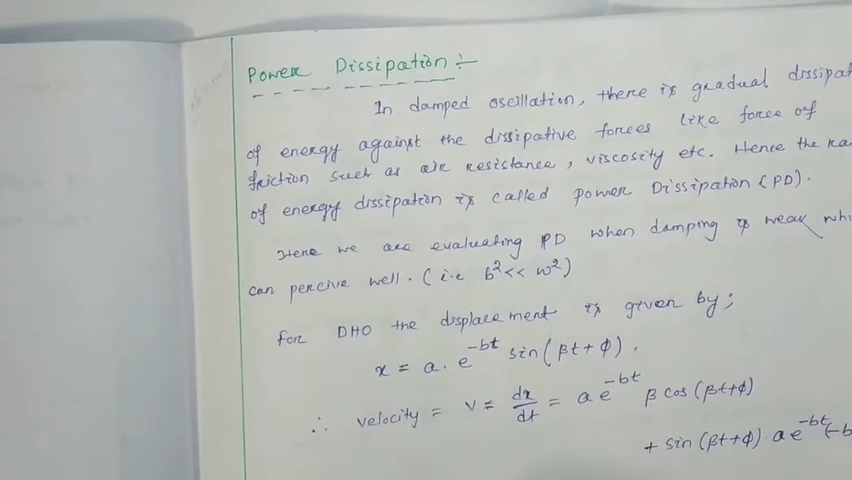 Power Dissipation :-
In damped oscillation, there is gradual dissipat
of energy against the dissipative forces like force of
friction such as air resistance, viscosity etc. Hence the ra
of energy dissipation is called power Dissipation (PD).
Here we are evaluating PD when damping is weak whi
can percive well. (i.e b²<< w²)
for DHO the displacement is given by;
x = a. e^{-bt} sin(βt+ϕ).
∴ velocity = v = dx/dt = a e^{-bt} β cos(βt+ϕ)
+ sin(βt+ϕ). a e^{-bt} (-b